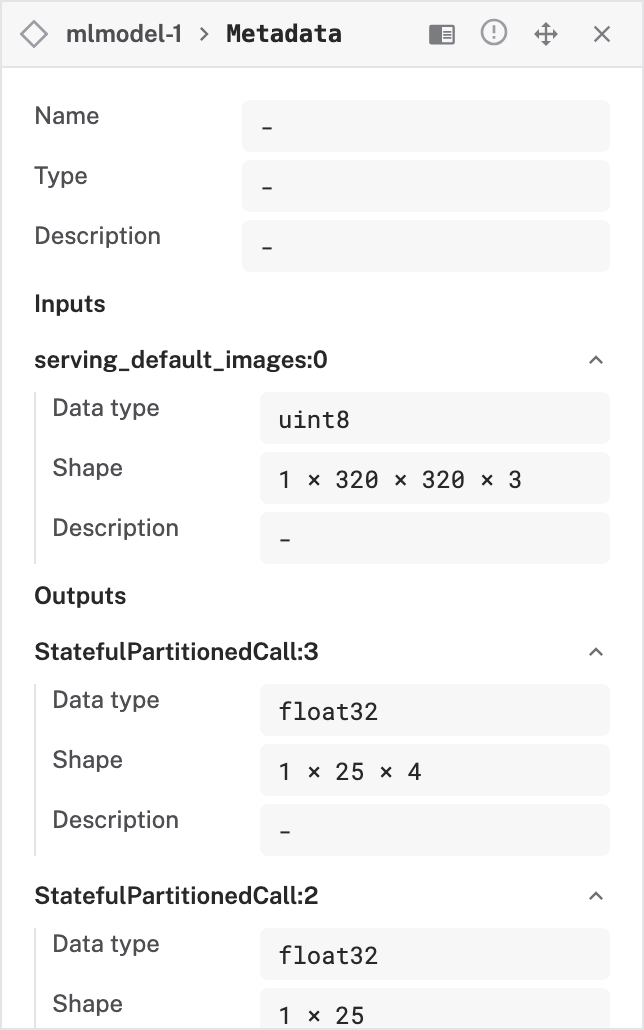 mlmodel-1 > Metadata
Name -
Type -
Description -
Inputs
serving_default_images:0
Data type uint8
Shape 1 × 320 × 320 × 3
Description -
Outputs
StatefulPartitionedCall:3
Data type float32
Shape 1 × 25 × 4
Description -
StatefulPartitionedCall:2
Data type float32
Shape 1 × 25